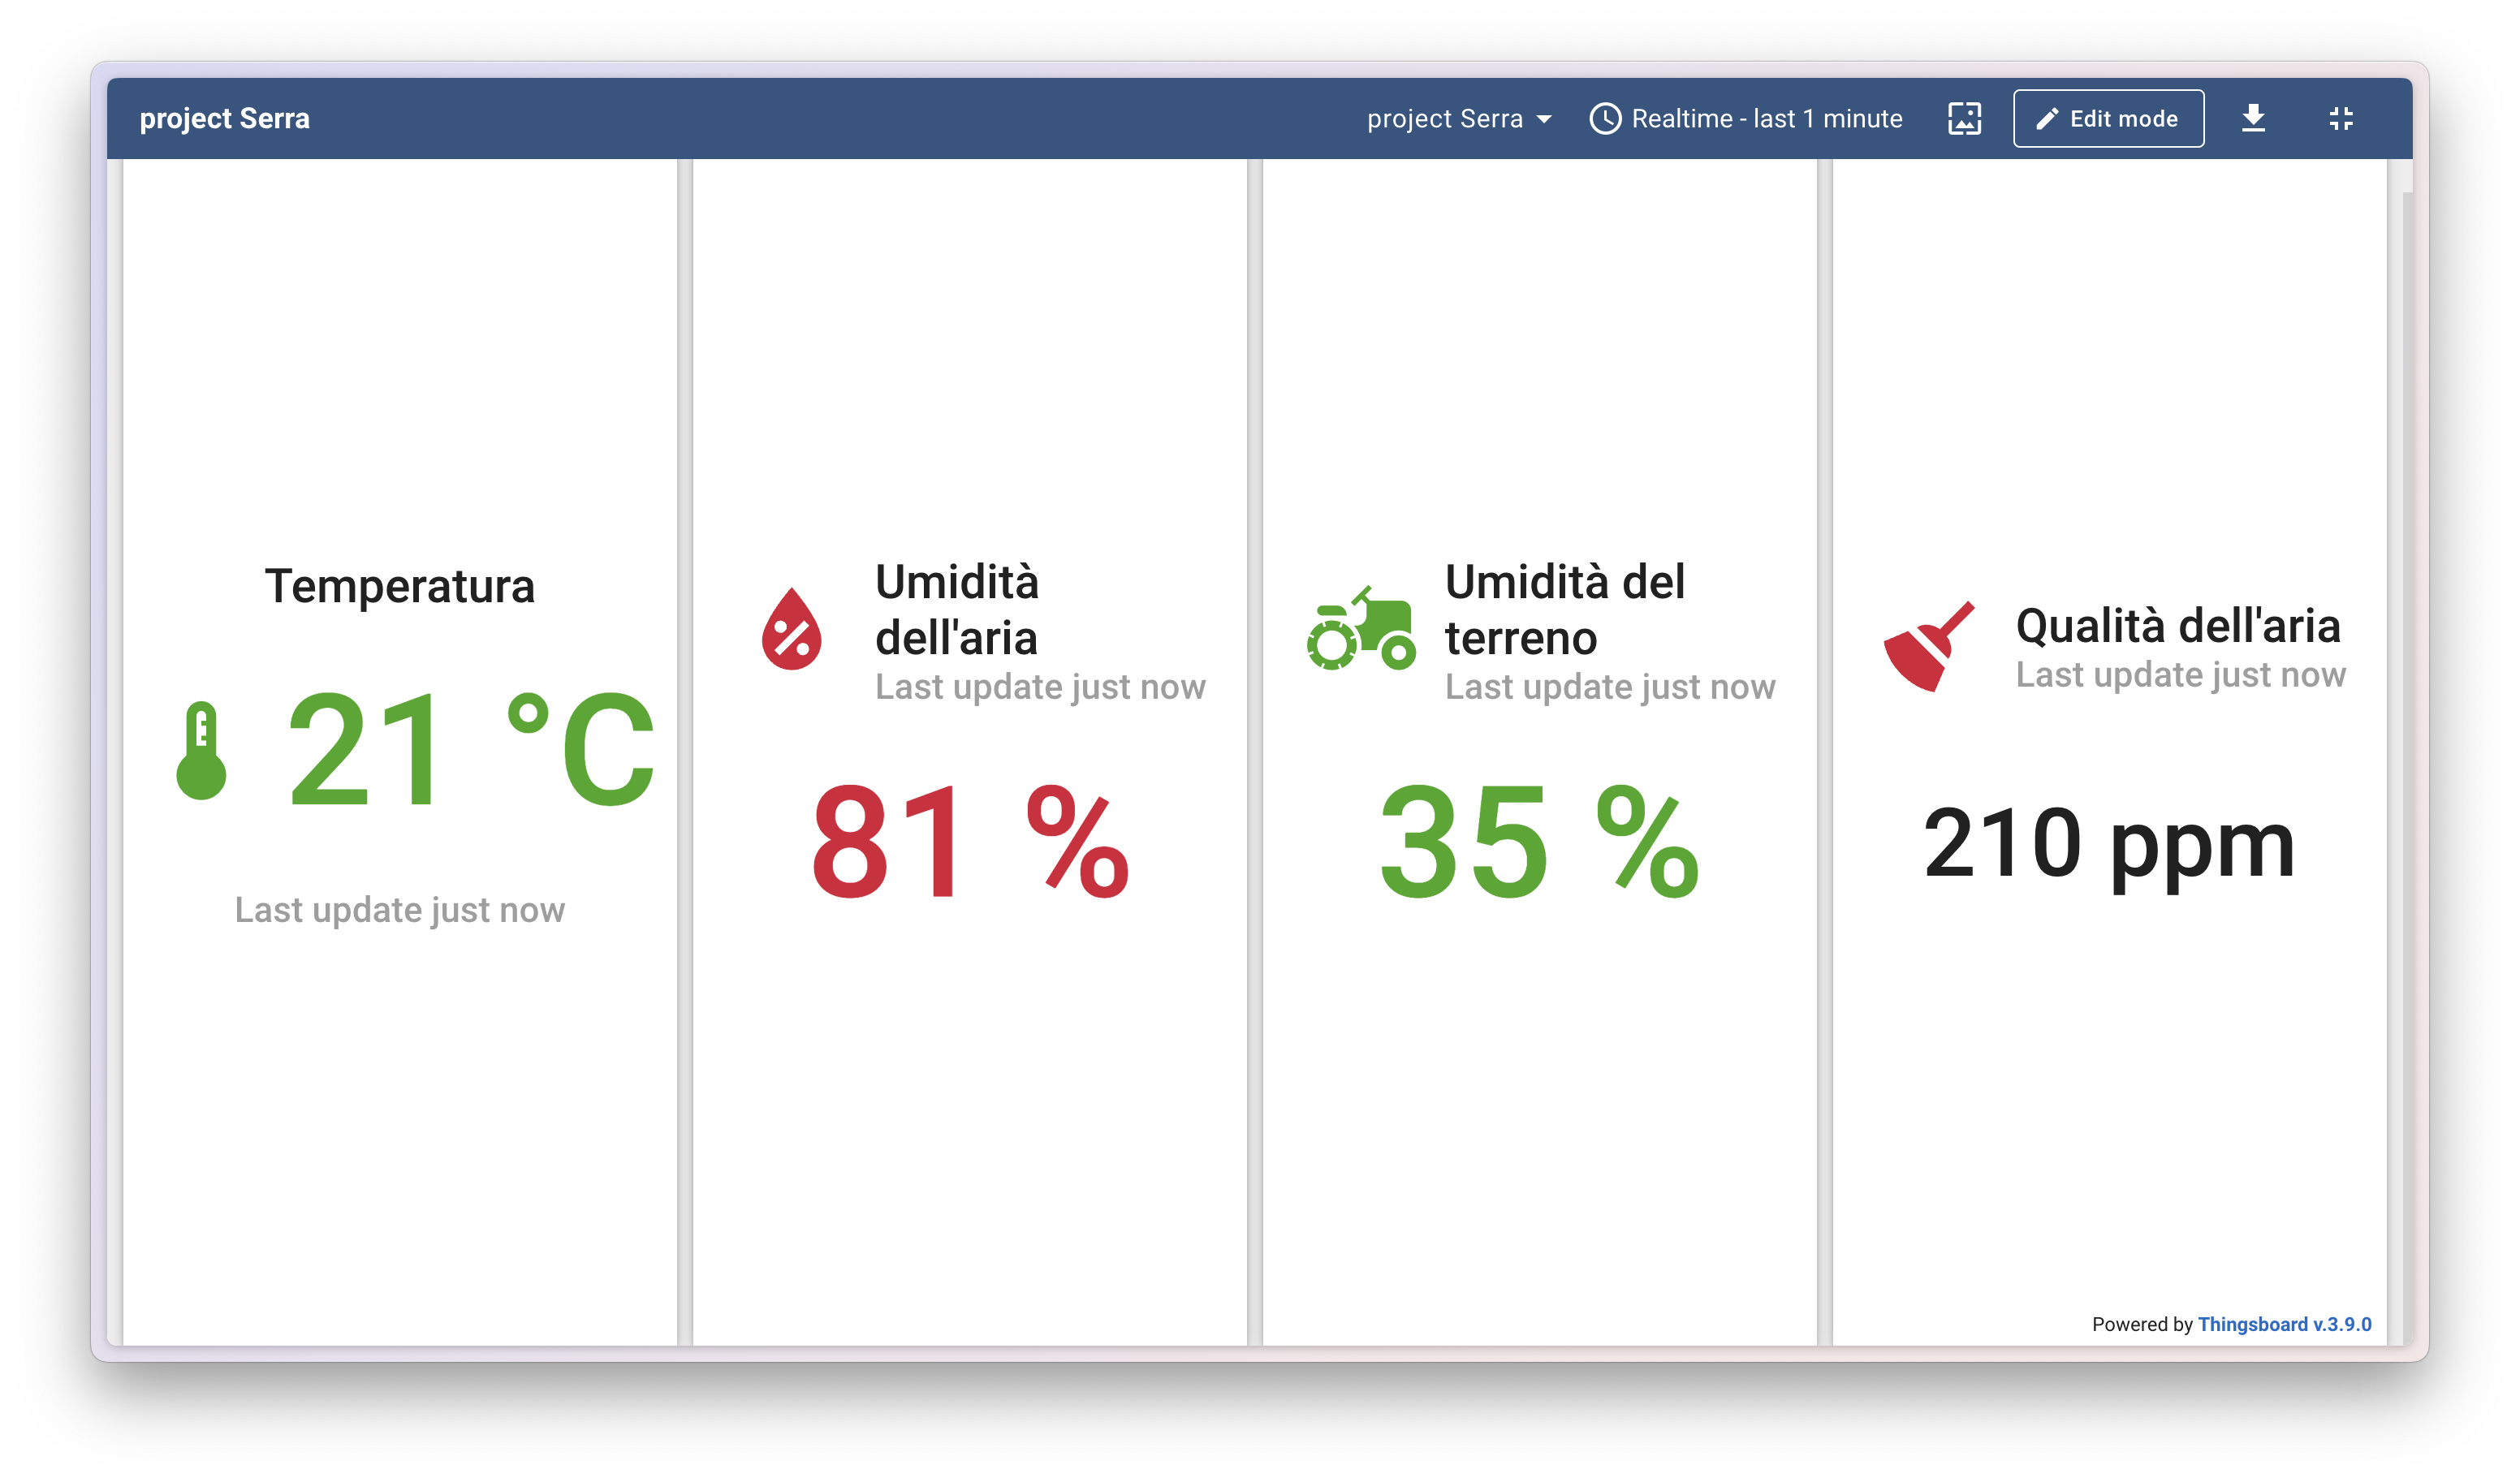 project Serra
project Serra
Realtime - last 1 minute
Edit mode
Temperatura
21 °C
Last update just now
Umidità
dell'aria
Last update just now
81 %
Umidità del
terreno
Last update just now
35 %
Qualità dell'aria
Last update just now
210 ppm
Powered by Thingsboard v.3.9.0